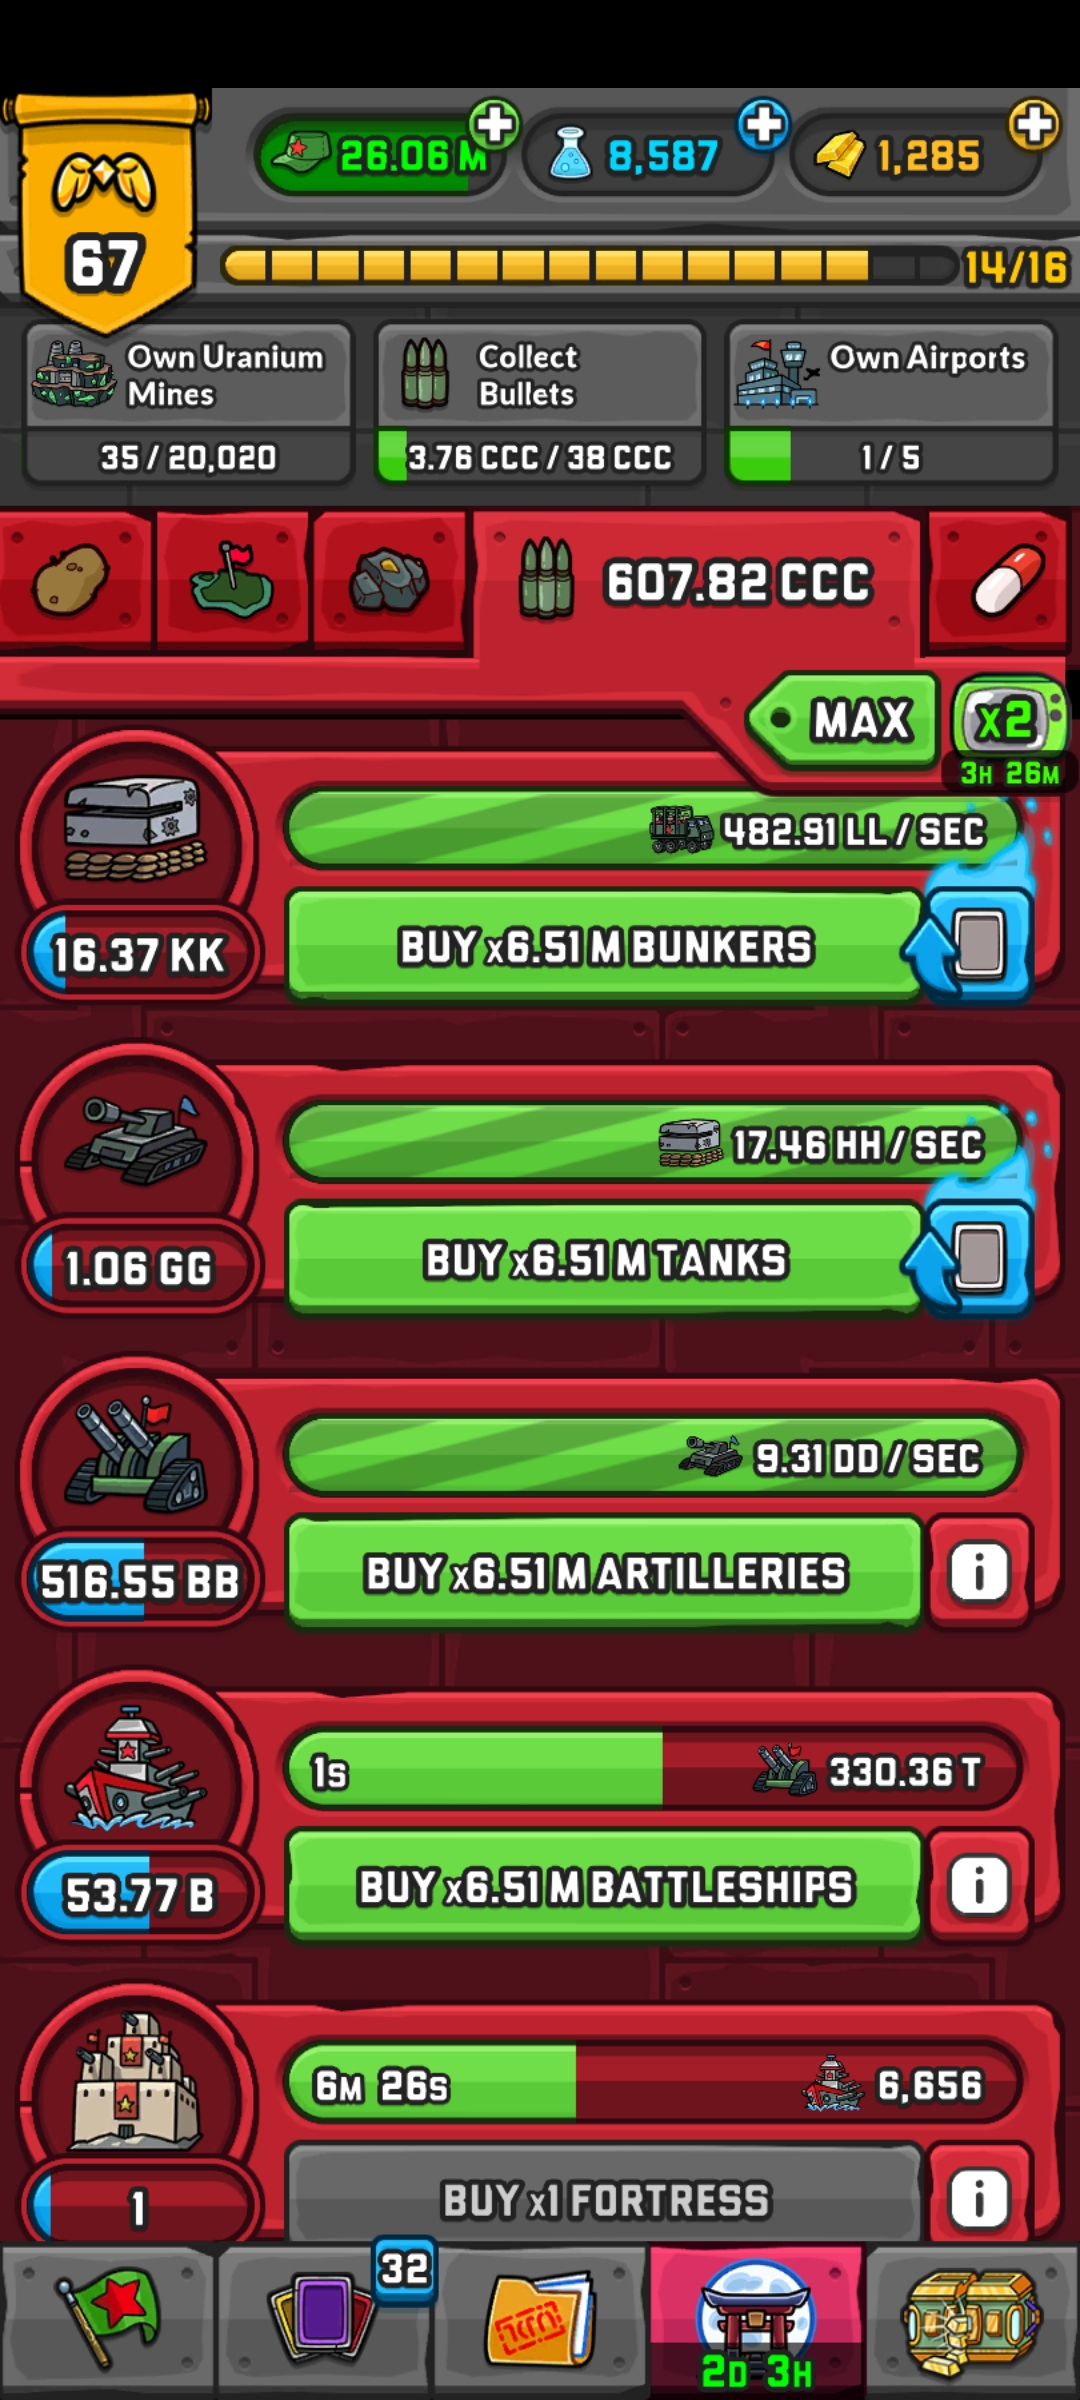 26.06 M
8,587
1,285
67
14/16
Own Uranium
Mines
35 / 20,020
Collect
Bullets
3.76 CCC / 38 CCC
Own Airports
1 / 5
607.82 CCC
MAX
x2
3H 26M
482.91 LL / SEC
16.37 KK
BUY x6.51 M BUNKERS
17.46 HH / SEC
1.06 GG
BUY x6.51 M TANKS
9.31 DD / SEC
516.55 BB
BUY x6.51 M ARTILLERIES
i
1s
330.36 T
53.77 B
BUY x6.51 M BATTLESHIPS
i
6M 26s
6,656
1
BUY x1 FORTRESS
i
32
2D 3H